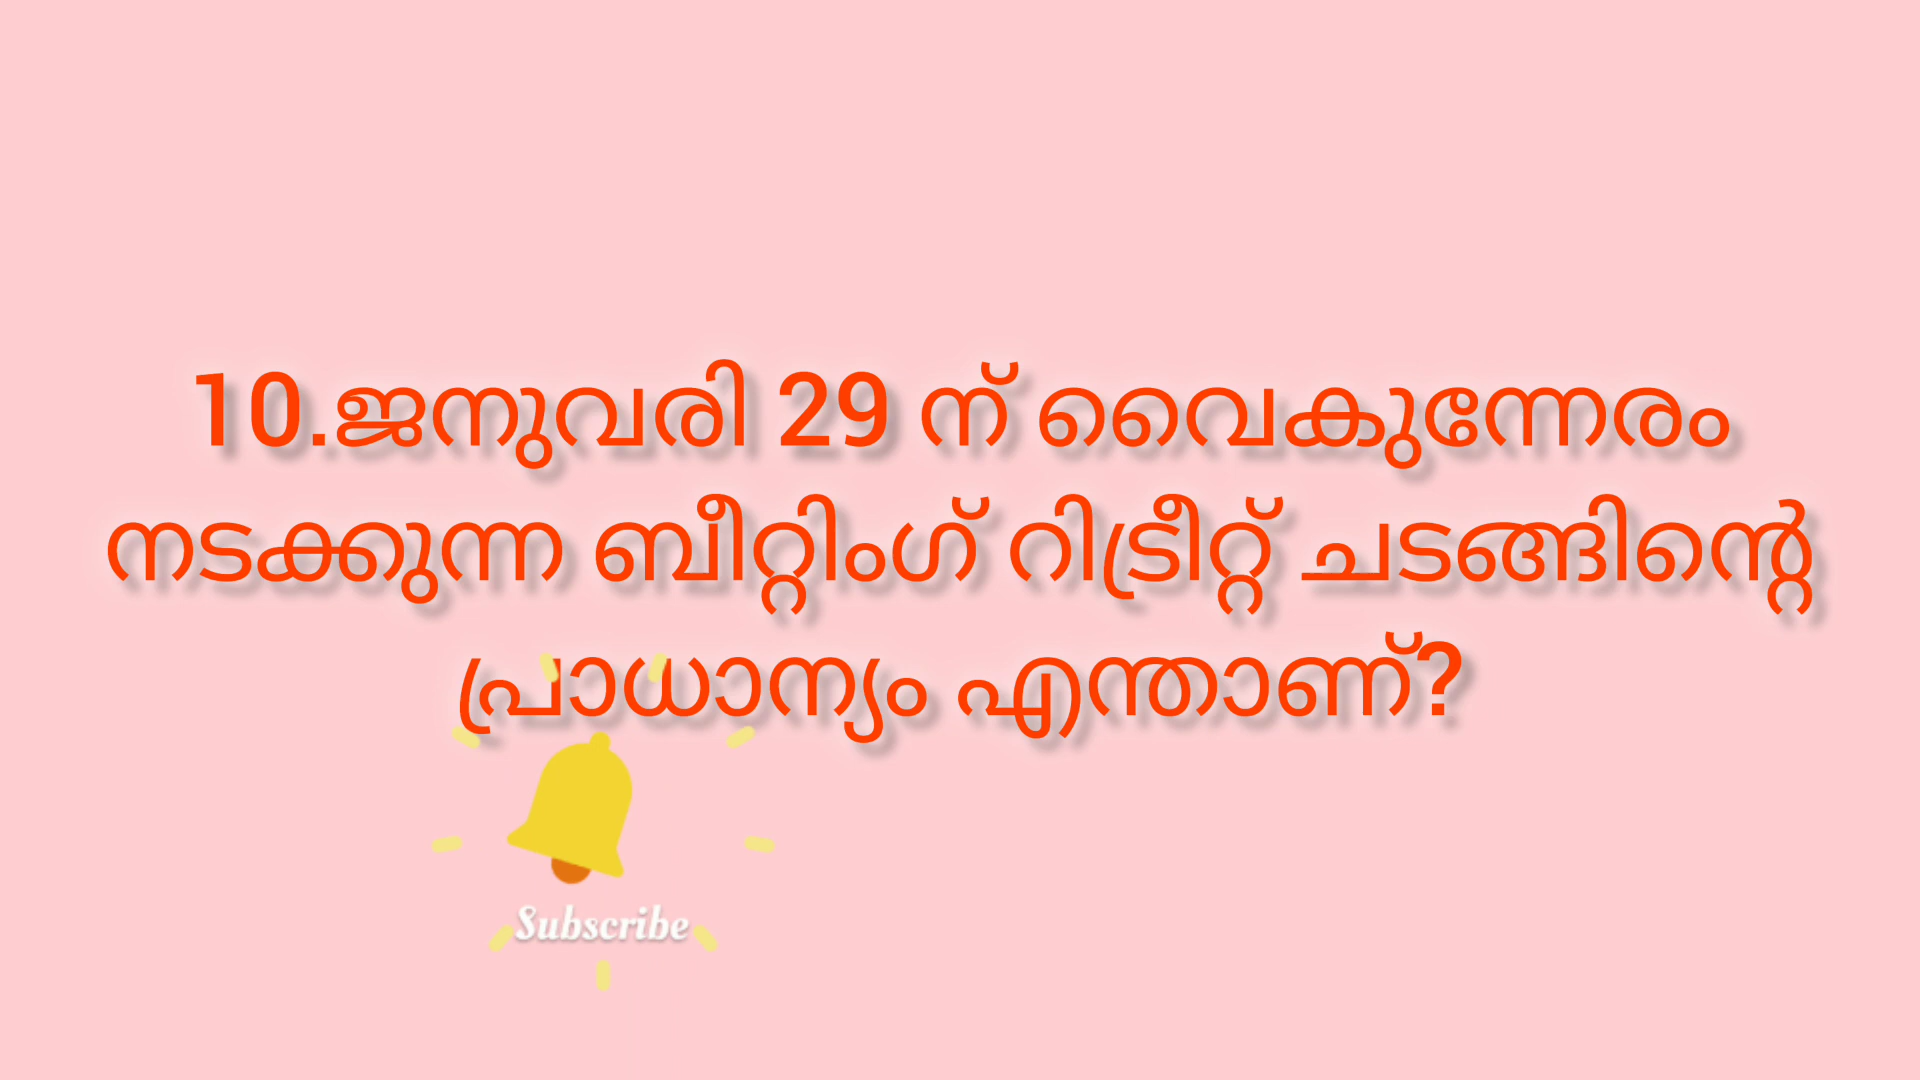 10.ജനുവരി 29 ന് വൈകുന്നേരം
നടക്കുന്ന ബീറ്റിംഗ് റിട്രീറ്റ് ചടങ്ങിന്റെ
പ്രാധാന്യം എന്താണ്?
Subscribe